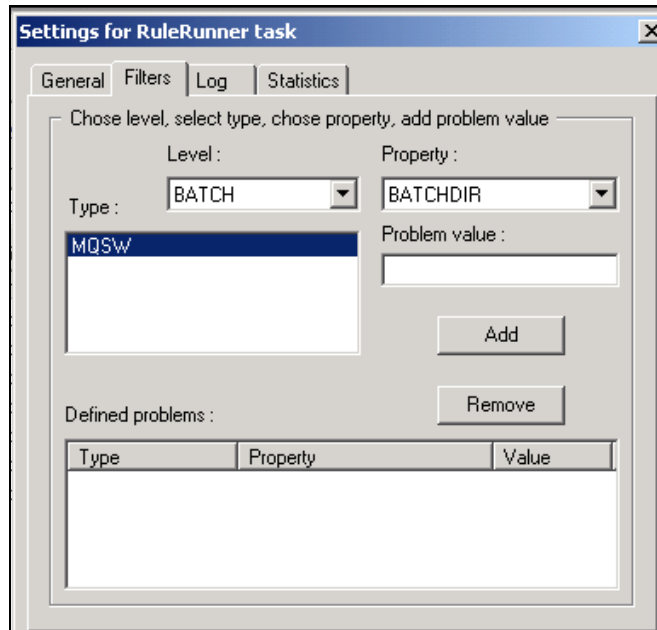 Settings for RuleRunner task
General Filters Log Statistics
Chose level, select type, chose property, add problem value
Level : Property :
BATCH BATCHDIR
Type :
Problem value :
MQSW
Add
Remove
Defined problems :
Type Property Value